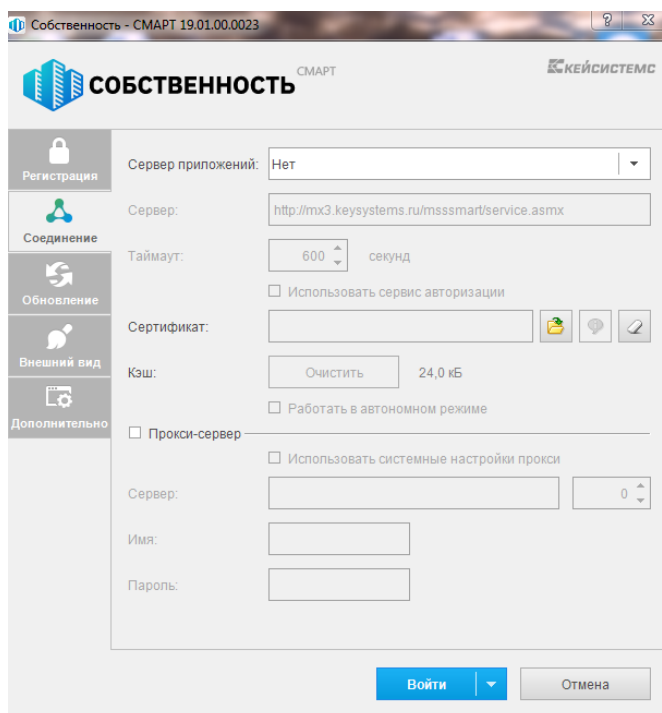 Собственность - СМАРТ 19.01.00.0023
СОБСТВЕННОСТЬ СМАРТ
КЕЙСИСТЕМС
Регистрация
Соединение
Обновление
Внешний вид
Дополнительно
Сервер приложений: Нет
Сервер: http://mx3.keysystems.ru/msssmart/service.asmx
Таймаут: 600 секунд
Использовать сервис авторизации
Сертификат:
Кэш: Очистить 24,0 кБ
Работать в автономном режиме
Прокси-сервер
Использовать системные настройки прокси
Сервер: 0
Имя:
Пароль:
Войти Отмена